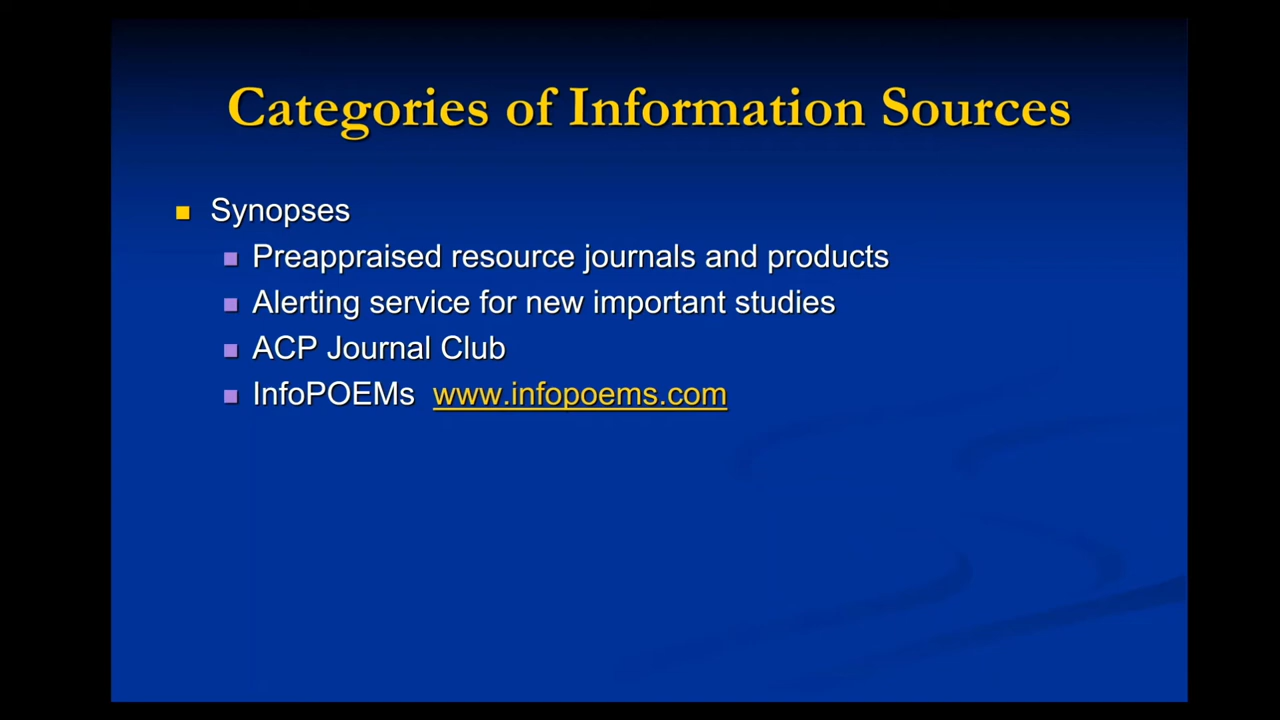 Categories of Information Sources
Synopses
Preappraised resource journals and products
Alerting service for new important studies
ACP Journal Club
InfoPOEMs www.infopoems.com